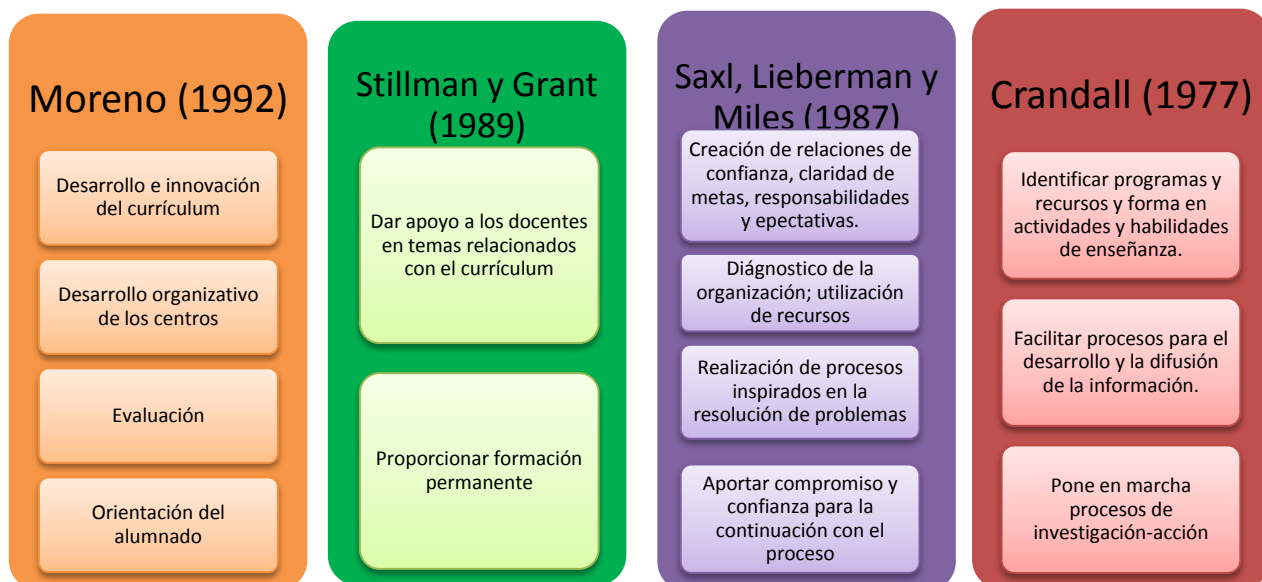 Moreno (1992)
Desarrollo e innovación
del currículum
Desarrollo organizativo
de los centros
Evaluación
Orientación del
alumnado
Stillman y Grant
(1989)
Dar apoyo a los docentes
en temas relacionados
con el currículum
Proporcionar formación
permanente
Saxl, Lieberman y
Miles (1987)
Creación de relaciones de
confianza, claridad de
metas, responsabilidades
y epectativas.
Diágnostico de la
organización; utilización
de recursos
Realización de procesos
inspirados en la
resolución de problemas
Aportar compromiso y
confianza para la
continuación con el
proceso
Crandall (1977)
Identificar programas y
recursos y forma en
actividades y habilidades
de enseñanza.
Facilitar procesos para el
desarrollo y la difusión
de la información.
Pone en marcha
procesos de
investigación-acción